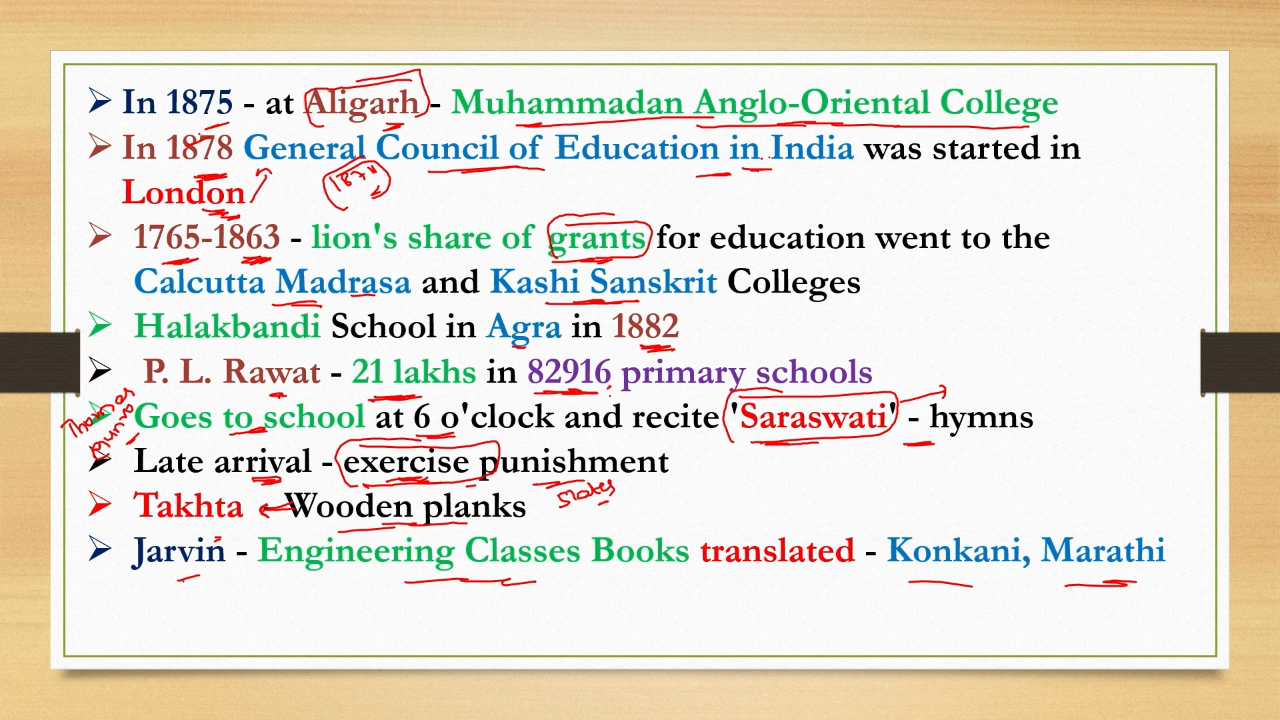 ➢ In 1875 - at Aligarh - Muhammadan Anglo-Oriental College
➢ In 1878 General Council of Education in India was started in
London
➢ 1765-1863 - lion's share of grants for education went to the
Calcutta Madrasa and Kashi Sanskrit Colleges
➢ Halakbandi School in Agra in 1882
➢ P. L. Rawat - 21 lakhs in 82916 primary schools
➢ Goes to school at 6 o'clock and recite 'Saraswati' - hymns
Thomas
➢ Late arrival - exercise punishment
slates
➢ Takhta - Wooden planks
➢ Jarvin - Engineering Classes Books translated - Konkani, Marathi